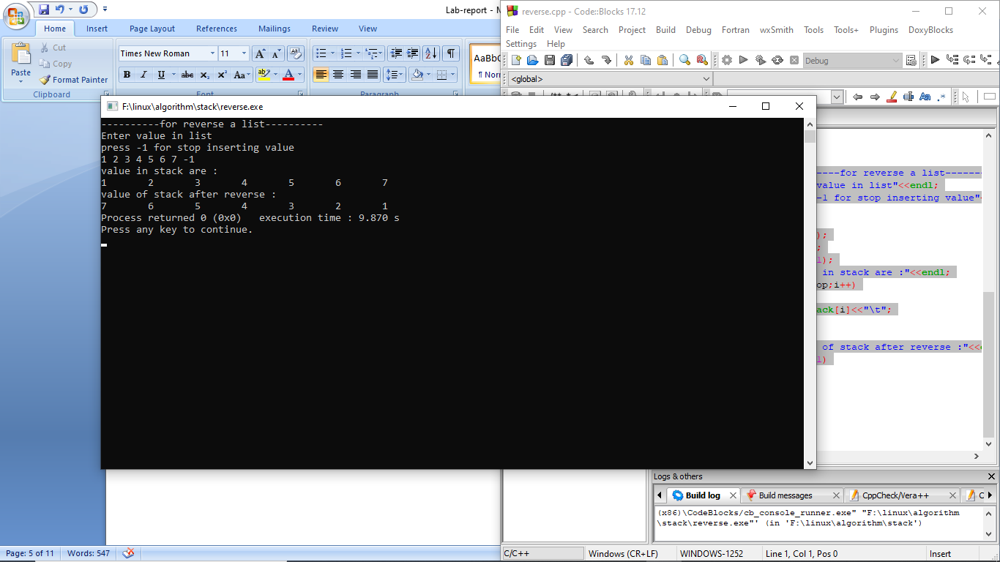 Lab-report - M
Home Insert Page Layout References Mailings Review View
Paste
Cut
Copy
Format Painter
Clipboard
Times New Roman 11
Font
Paragraph
AaBbC
¶ Norr
reverse.cpp - Code::Blocks 17.12
File Edit View Search Project Build Debug Fortran wxSmith Tools Tools+ Plugins DoxyBlocks
Settings Help
Debug
<global>
F:\linux\algorithm\stack\reverse.exe
----------for reverse a list----------
Enter value in list
press -1 for stop inserting value
1 2 3 4 5 6 7 -1
value in stack are :
1 2 3 4 5 6 7
value of stack after reverse :
7 6 5 4 3 2 1
Process returned 0 (0x0) execution time : 9.870 s
Press any key to continue.
----for reverse a list-------
value in list"<<endl;
-1 for stop inserting value"
);
;
l);
in stack are :"<<endl;
op;i++)
ack[i]<<"\t";
of stack after reverse :"<<
l)
Logs & others
Build log Build messages CppCheck/Vera++ C
(x86)\CodeBlocks/cb_console_runner.exe" "F:\linux\algorithm
\stack\reverse.exe"' (in 'F:\linux\algorithm\stack')
Page: 5 of 11 Words: 547
C/C++ Windows (CR+LF) WINDOWS-1252 Line 1, Col 1, Pos 0 Insert